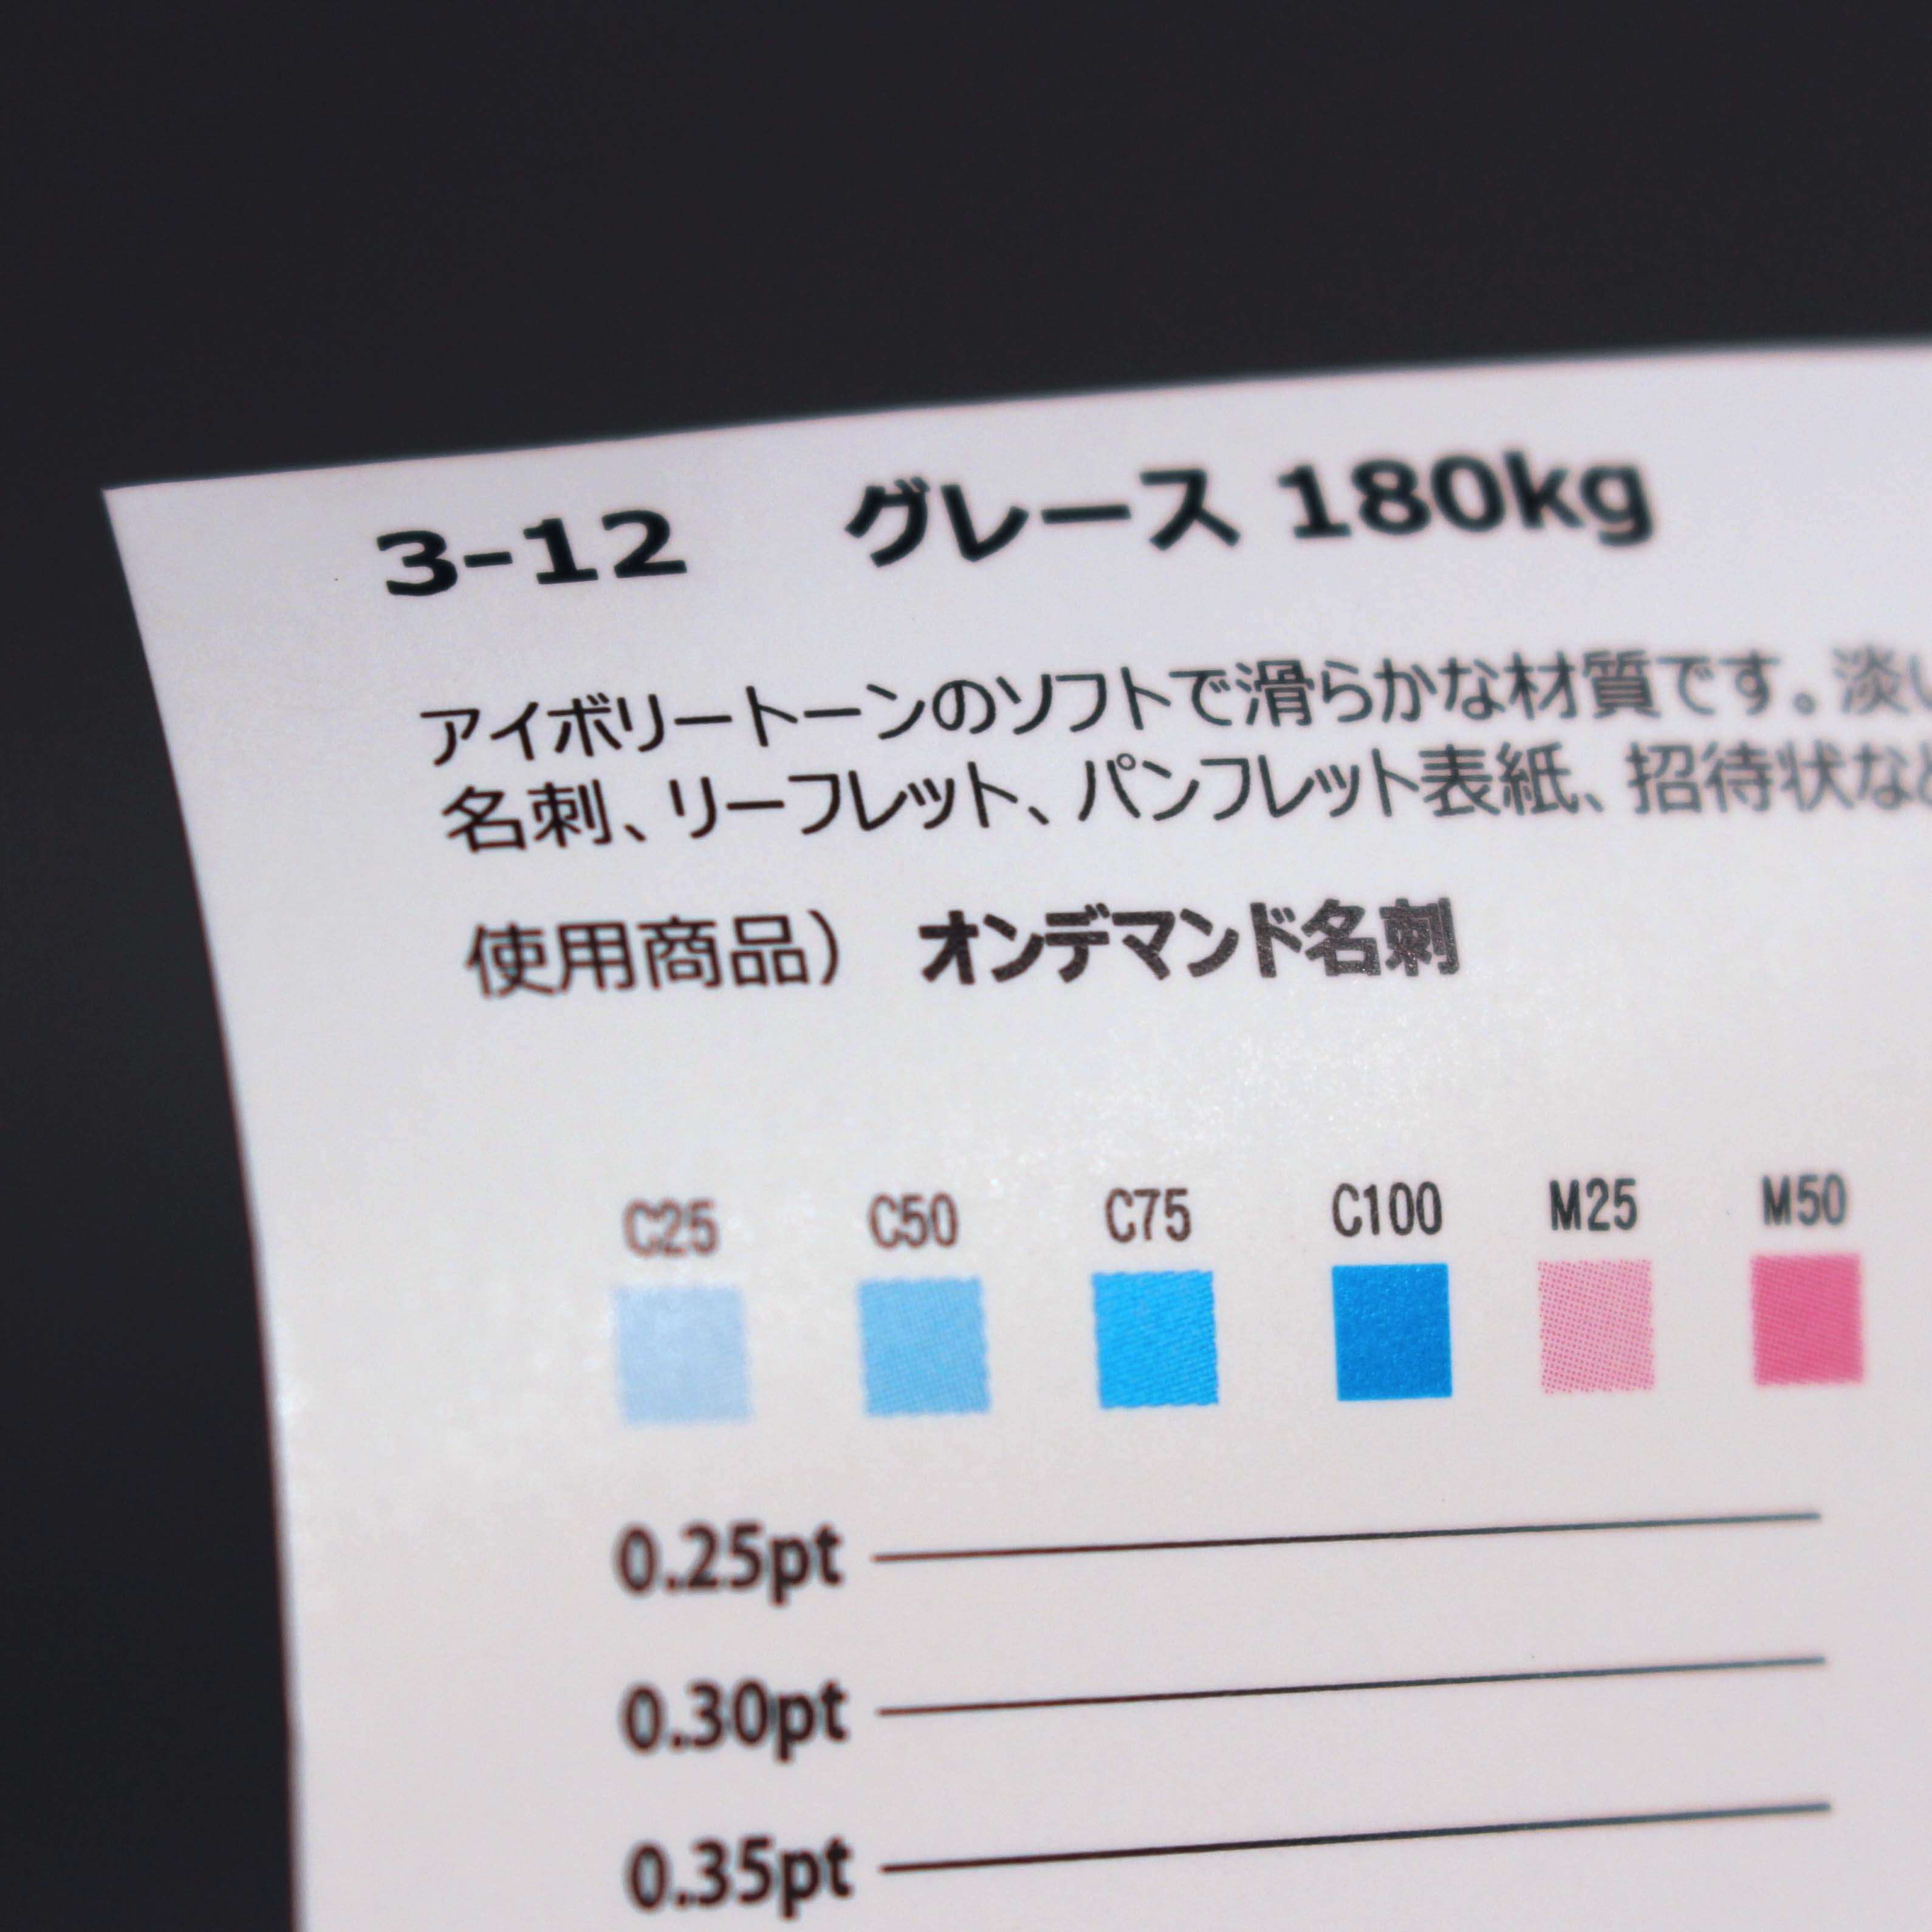 3-12 グレース 180kg
アイボリートーンのソフトで滑らかな材質です。淡い
名刺、リーフレット、パンフレット表紙、招待状など
使用商品） オンデマンド名刺
C25 C50 C75 C100 M25 M50
0.25pt
0.30pt
0.35pt